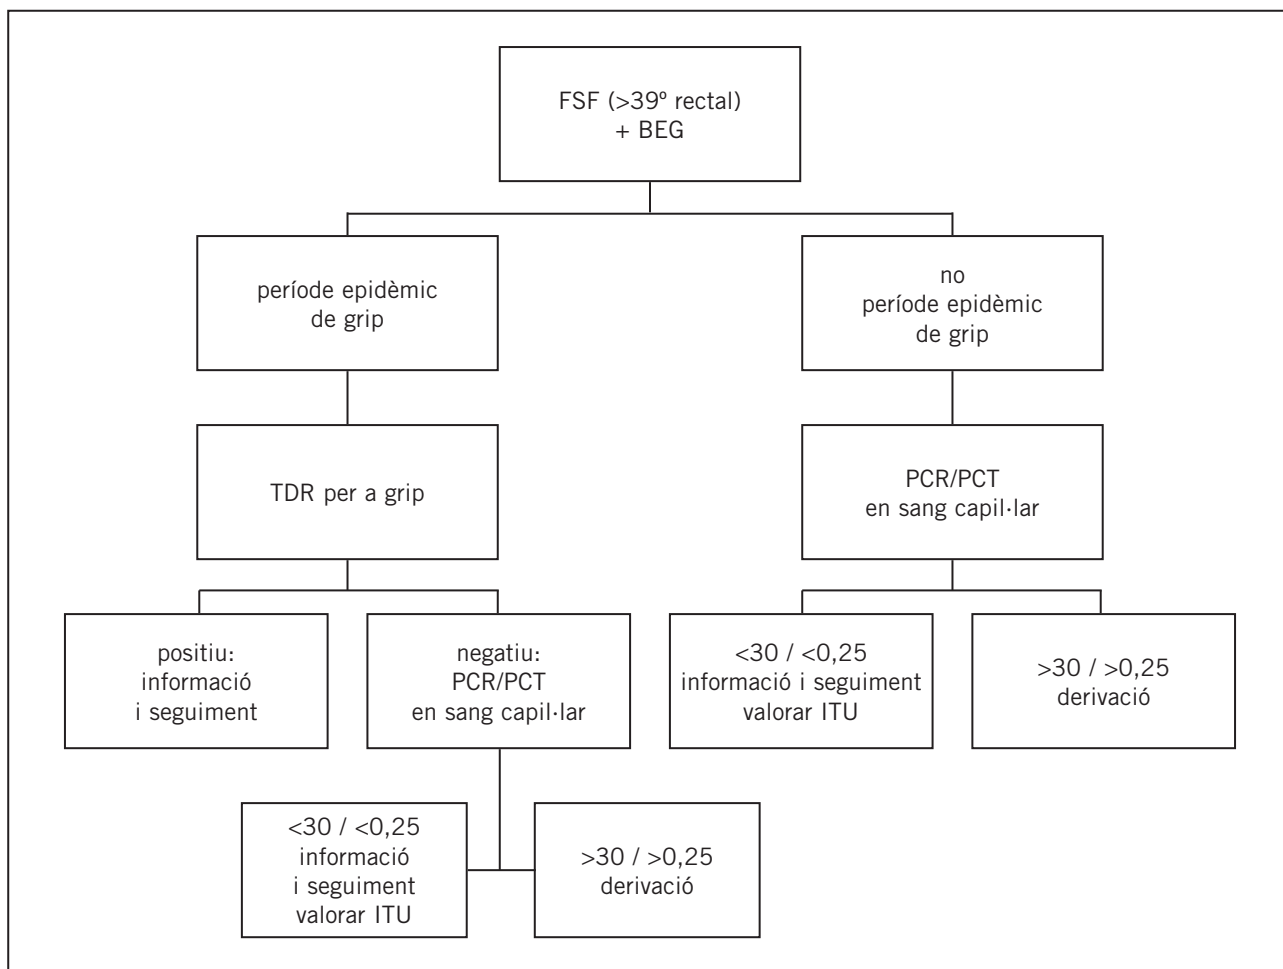 FSF (>39º rectal)
+ BEG
període epidèmic
de grip
no
període epidèmic
de grip
TDR per a grip
PCR/PCT
en sang capil·lar
positiu:
informació
i seguiment
negatiu:
PCR/PCT
en sang capil·lar
<30 / <0,25
informació i seguiment
valorar ITU
>30 / >0,25
derivació
<30 / <0,25
informació
i seguiment
valorar ITU
>30 / >0,25
derivació